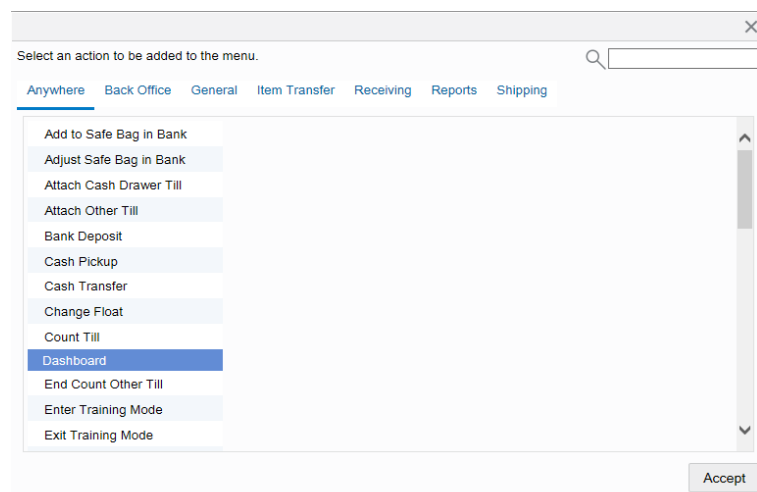 Select an action to be added to the menu.
Anywhere Back Office General Item Transfer Receiving Reports Shipping
Add to Safe Bag in Bank
Adjust Safe Bag in Bank
Attach Cash Drawer Till
Attach Other Till
Bank Deposit
Cash Pickup
Cash Transfer
Change Float
Count Till
Dashboard
End Count Other Till
Enter Training Mode
Exit Training Mode
Accept